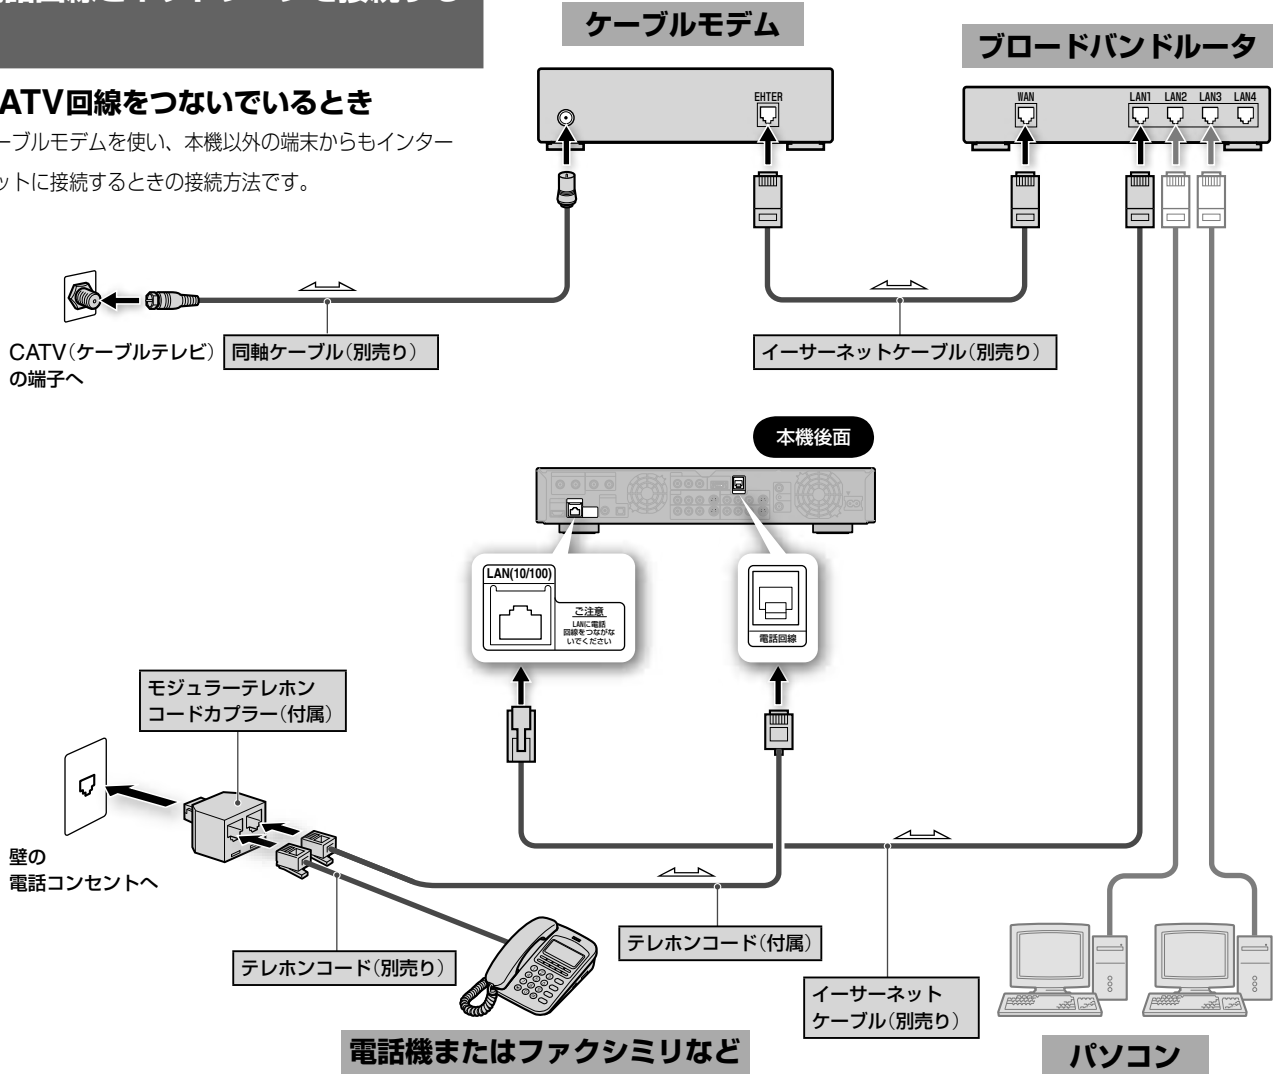 ケーブルモデム
ブロードバンドルータ
ATV回線をつないでいるとき
ーブルモデムを使い、本機以外の端末からもインター
ットに接続するときの接続方法です。
EHTER
WAN
LAN1 LAN2 LAN3 LAN4
CATV（ケーブルテレビ）
の端子へ
同軸ケーブル（別売り）
イーサーネットケーブル（別売り）
本機後面
LAN(10/100)
ご注意
LANに電話
回線をつながな
いでください
電話回線
モジュラーテレホン
コードカプラー（付属）
壁の
電話コンセントへ
テレホンコード（別売り）
テレホンコード（付属）
イーサーネット
ケーブル（別売り）
電話機またはファクシミリなど
パソコン